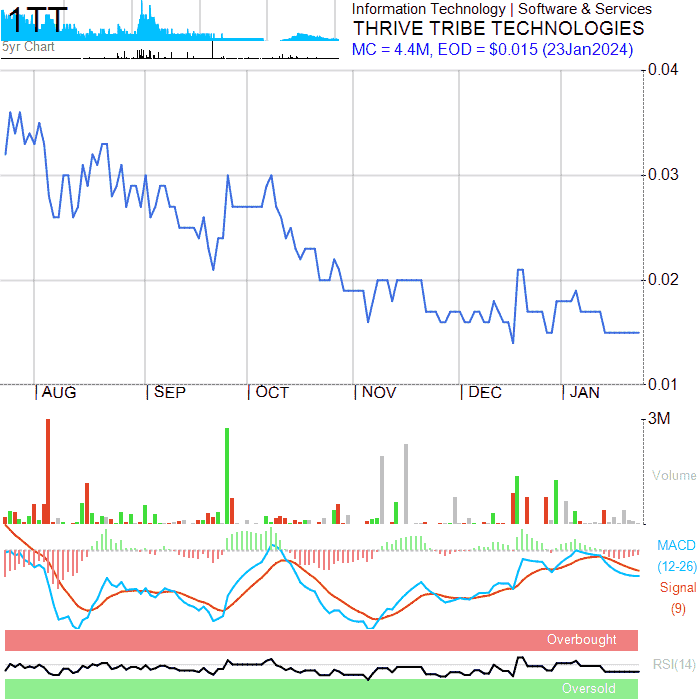 1TT
5yr Chart
Information Technology | Software & Services
THRIVE TRIBE TECHNOLOGIES
MC = 4.4M, EOD = $0.015 (23Jan2024)
0.04
0.03
0.02
0.01
| AUG | SEP | OCT | NOV | DEC | JAN
3M
Volume
MACD
(12-26)
Signal
(9)
Overbought
RSI(14)
Oversold